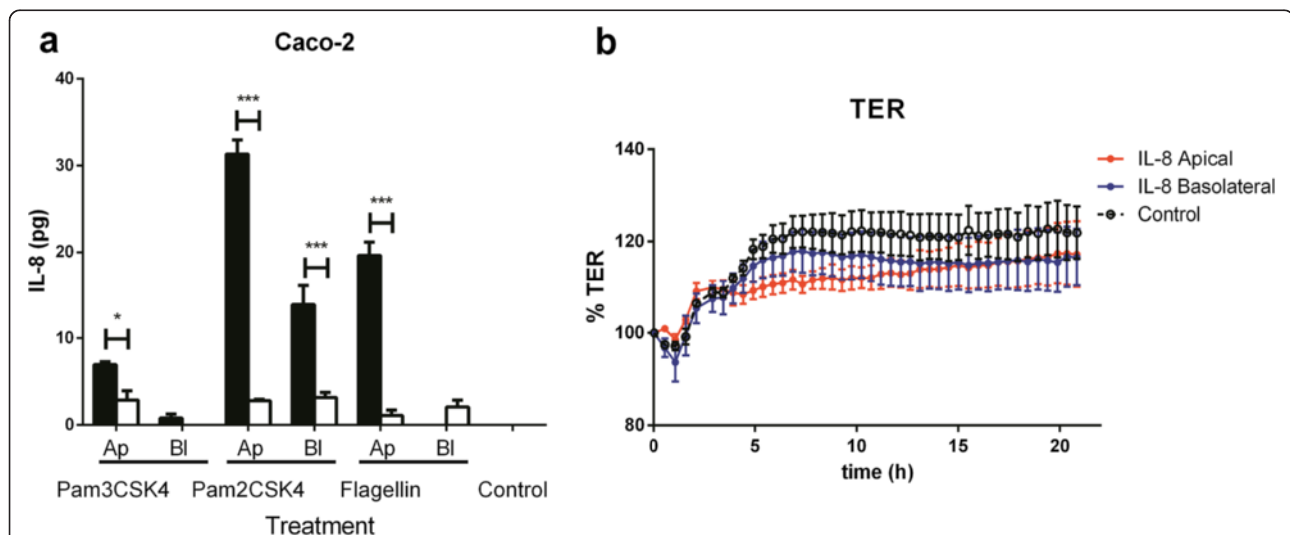 a
Caco-2
IL-8 (pg)
40
30
20
10
0
*
***
***
***
Ap Bl Ap Bl Ap Bl
Pam3CSK4 Pam2CSK4 Flagellin Control
Treatment
b
TER
% TER
140
120
100
80
0 5 10 15 20
time (h)
IL-8 Apical
IL-8 Basolateral
Control